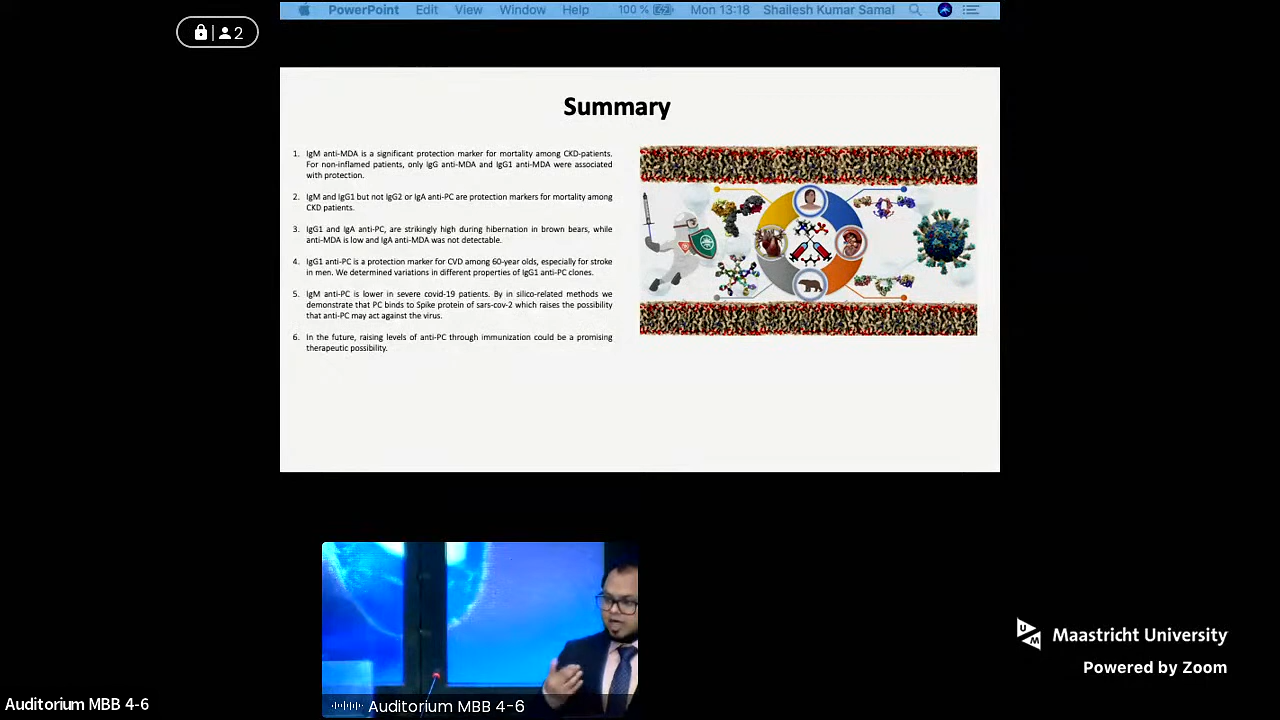 PowerPoint Edit View Window Help 100 % Mon 13:18 Shailesh Kumar Samal
2
Summary
1. IgM anti-MDA is a significant protection marker for mortality among CKD-patients.
For non-inflamed patients, only IgG anti-MDA and IgG1 anti-MDA were associated
with protection.
2. IgM and IgG1 but not IgG2 or IgA anti-PC are protection markers for mortality among
CKD patients.
3. IgG1 and IgA anti-PC, are strikingly high during hibernation in brown bears, while
anti-MDA is low and IgA anti-MDA was not detectable.
4. IgG1 anti-PC is a protection marker for CVD among 60-year olds, especially for stroke
in men. We determined variations in different properties of IgG1 anti-PC clones.
5. IgM anti-PC is lower in severe covid-19 patients. By in silico-related methods we
demonstrate that PC binds to Spike protein of sars-cov-2 which raises the possibility
that anti-PC may act against the virus.
6. In the future, raising levels of anti-PC through immunization could be a promising
therapeutic possibility.
UM Maastricht University
Powered by Zoom
Auditorium MBB 4-6
Auditorium MBB 4-6